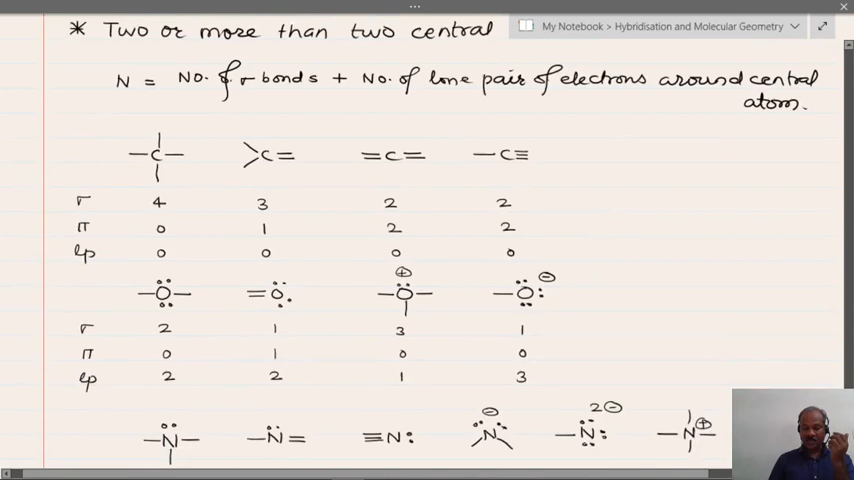 ...
* Two or more than two central
My Notebook > Hybridisation and Molecular Geometry
N = No. of σ bonds + No. of lone pair of electrons around central
atom.
–C– >C= =C= –C≡
σ 4 3 2 2
π 0 1 2 2
lp 0 0 0 0
–O– =O: –O– ⊕ –O: ⊖
σ 2 1 3 1
π 0 1 0 0
lp 2 2 1 3
–N– –N= ≡N: N ⊖ –N: 2⊖ –N– ⊕